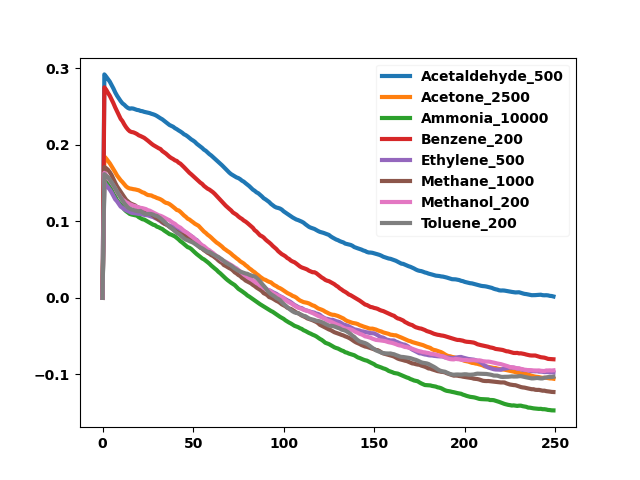 0.3
0.2
0.1
0.0
−0.1
0 50 100 150 200 250
Acetaldehyde_500
Acetone_2500
Ammonia_10000
Benzene_200
Ethylene_500
Methane_1000
Methanol_200
Toluene_200